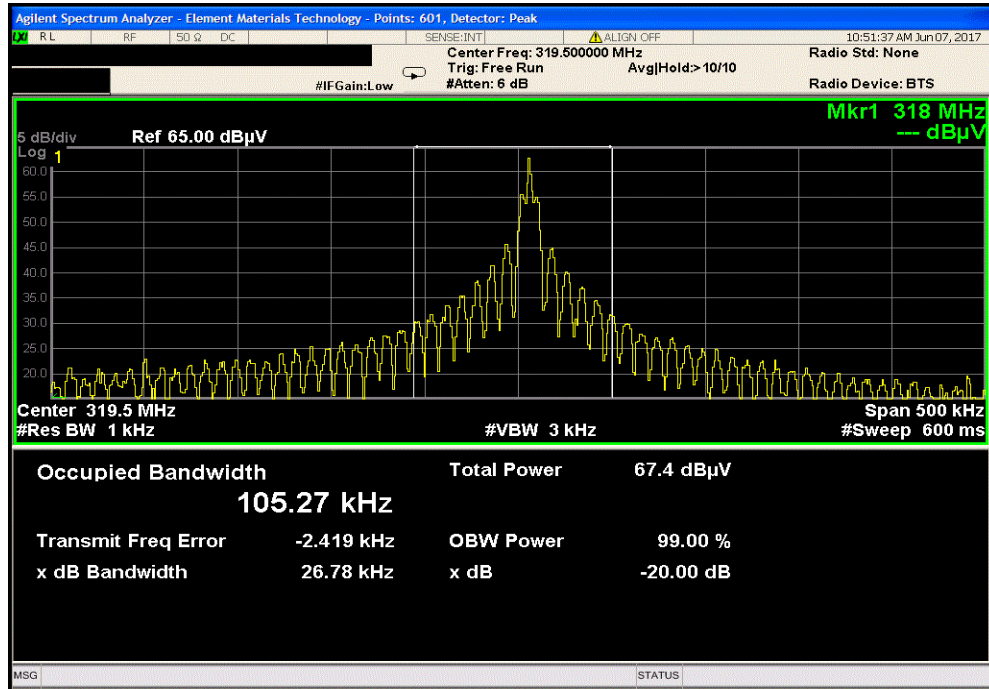 Agilent Spectrum Analyzer - Element Materials Technology - Points: 601, Detector: Peak
LXI RL RF 50 Ω DC SENSE:INT ALIGN OFF 10:51:37 AM Jun 07, 2017
Center Freq: 319.500000 MHz Radio Std: None
Trig: Free Run Avg|Hold:>10/10
#IFGain:Low #Atten: 6 dB Radio Device: BTS
Mkr1 318 MHz
--- dBµV
5 dB/div Ref 65.00 dBµV
Log 1
60.0
55.0
50.0
45.0
40.0
35.0
30.0
25.0
20.0
Center 319.5 MHz Span 500 kHz
#Res BW 1 kHz #VBW 3 kHz #Sweep 600 ms
Occupied Bandwidth Total Power 67.4 dBµV
105.27 kHz
Transmit Freq Error -2.419 kHz OBW Power 99.00 %
x dB Bandwidth 26.78 kHz x dB -20.00 dB
MSG STATUS